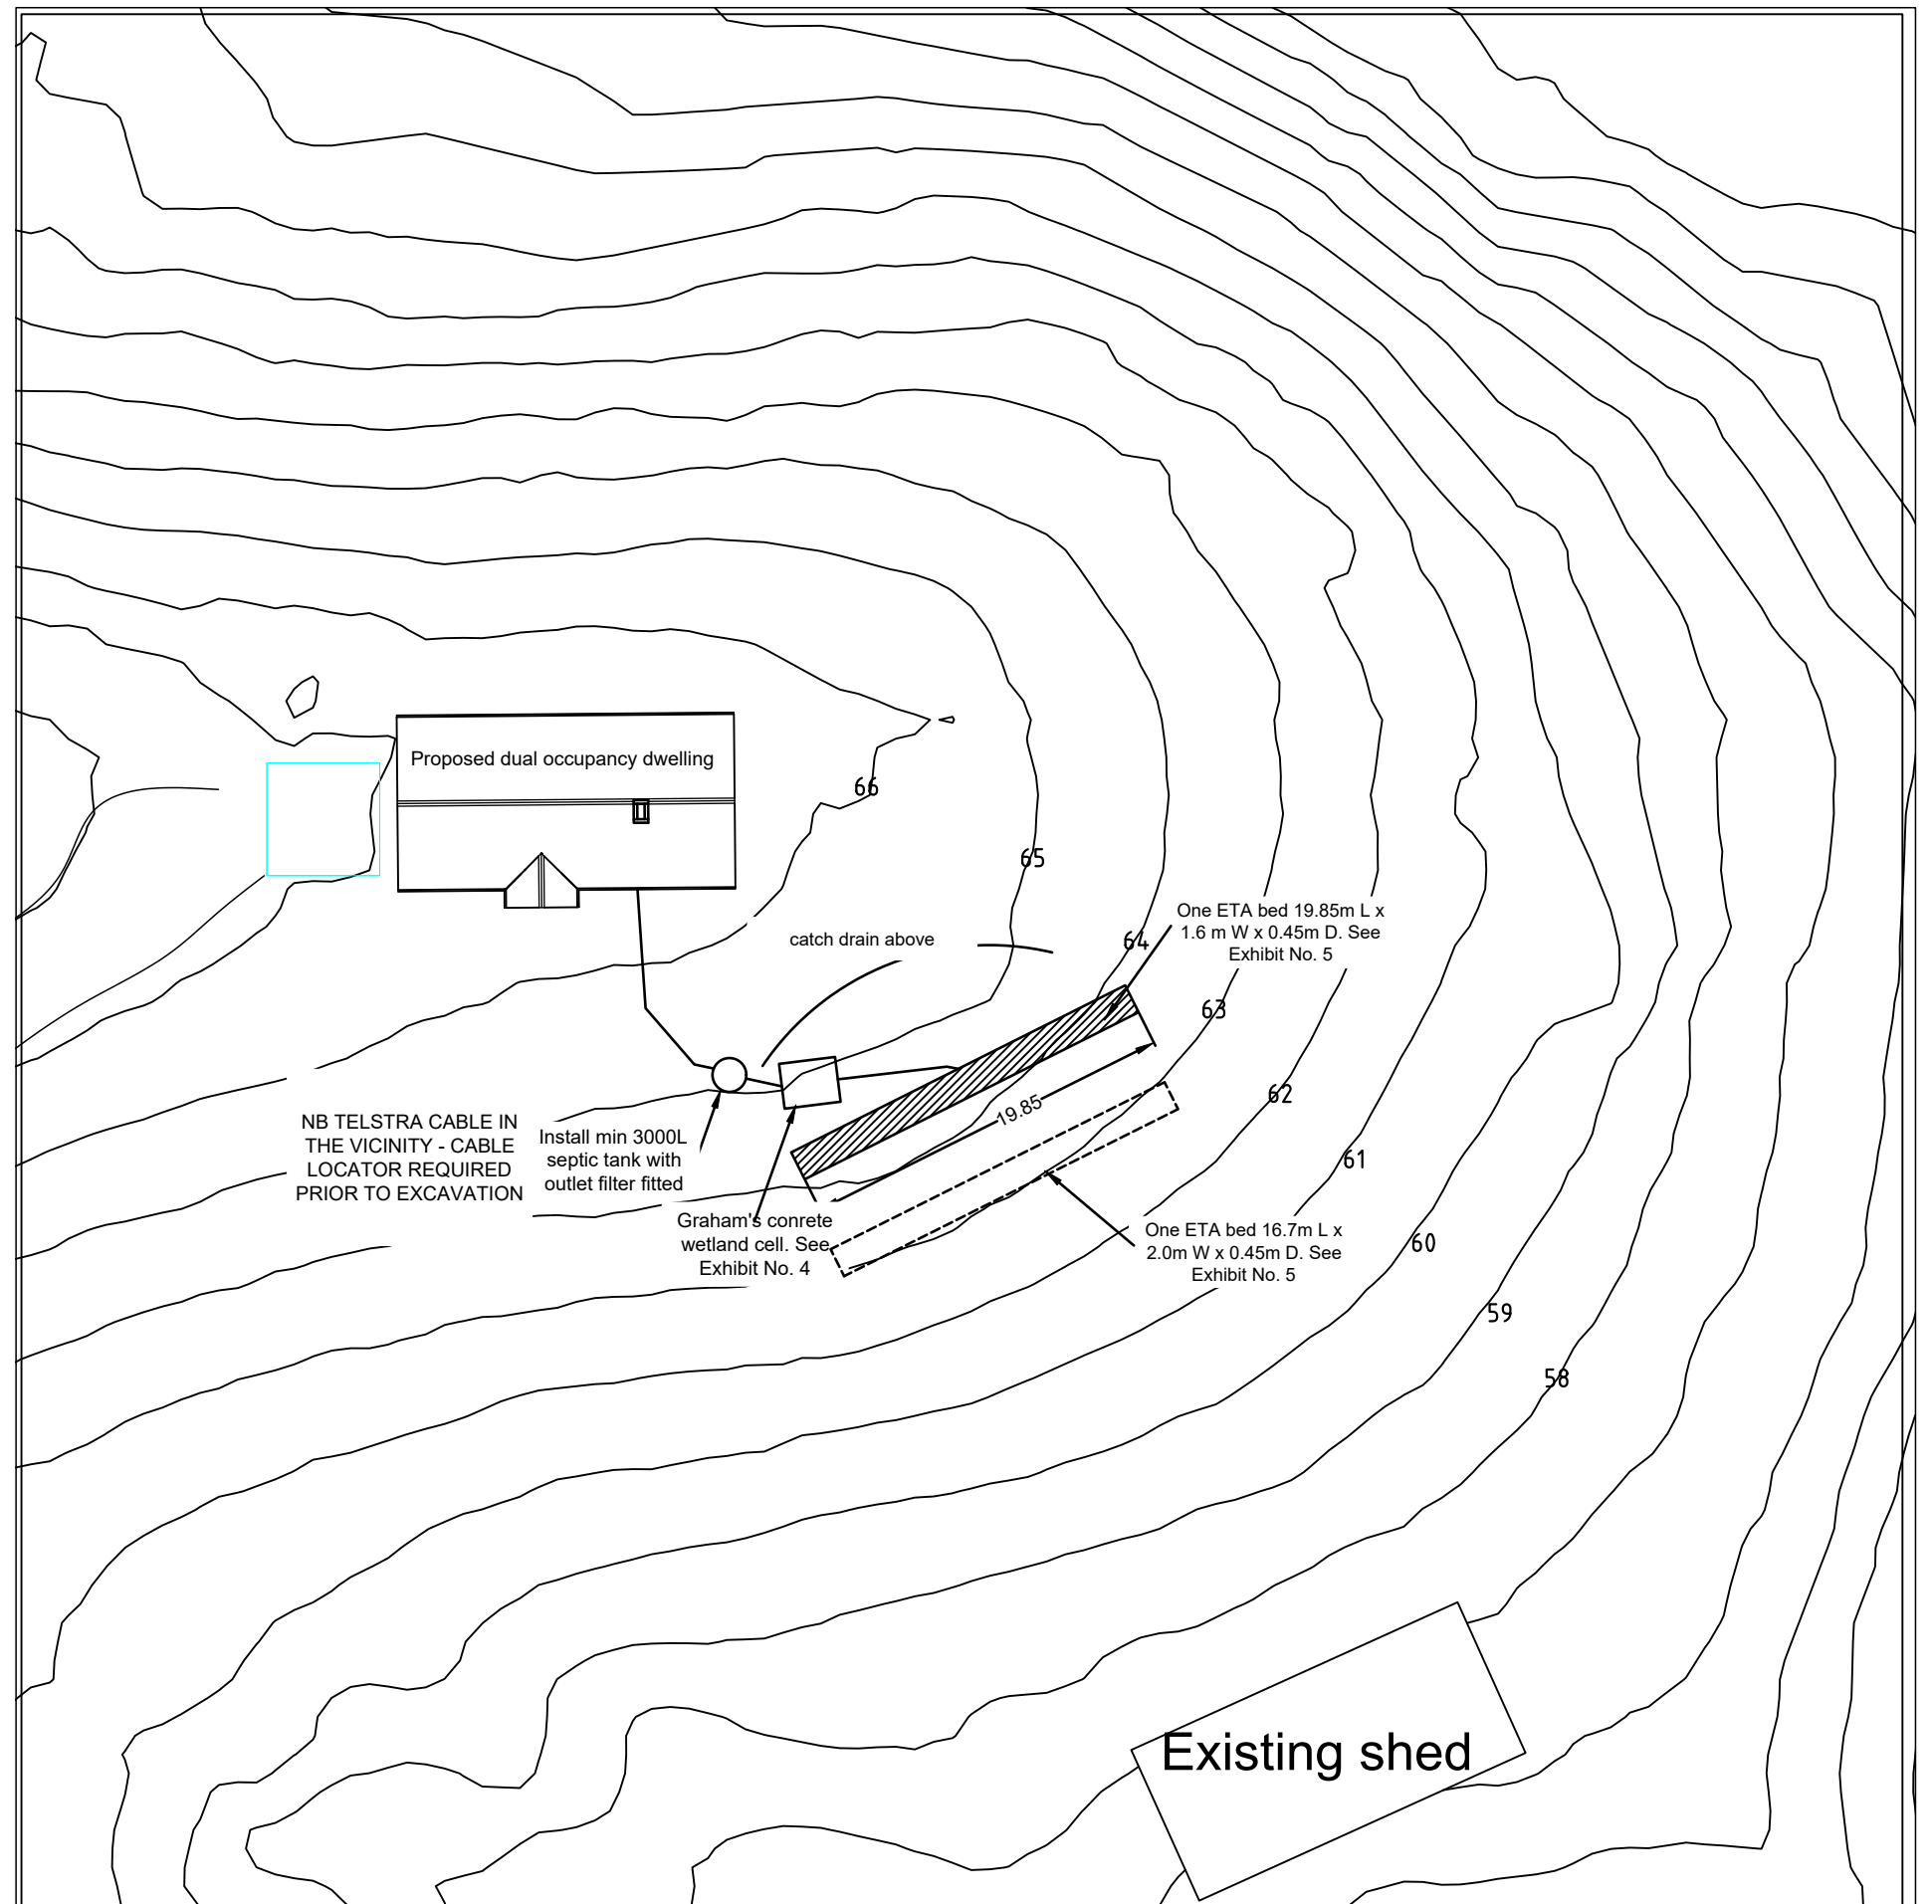 Proposed dual occupancy dwelling
66
65
One ETA bed 19.85m L x
1.6 m W x 0.45m D. See
Exhibit No. 5
catch drain above
64
63
62
19.85
NB TELSTRA CABLE IN
THE VICINITY - CABLE
LOCATOR REQUIRED
PRIOR TO EXCAVATION
Install min 3000L
septic tank with
outlet filter fitted
61
Graham's conrete
wetland cell. See
Exhibit No. 4
One ETA bed 16.7m L x
2.0m W x 0.45m D. See
Exhibit No. 5
60
59
58
Existing shed